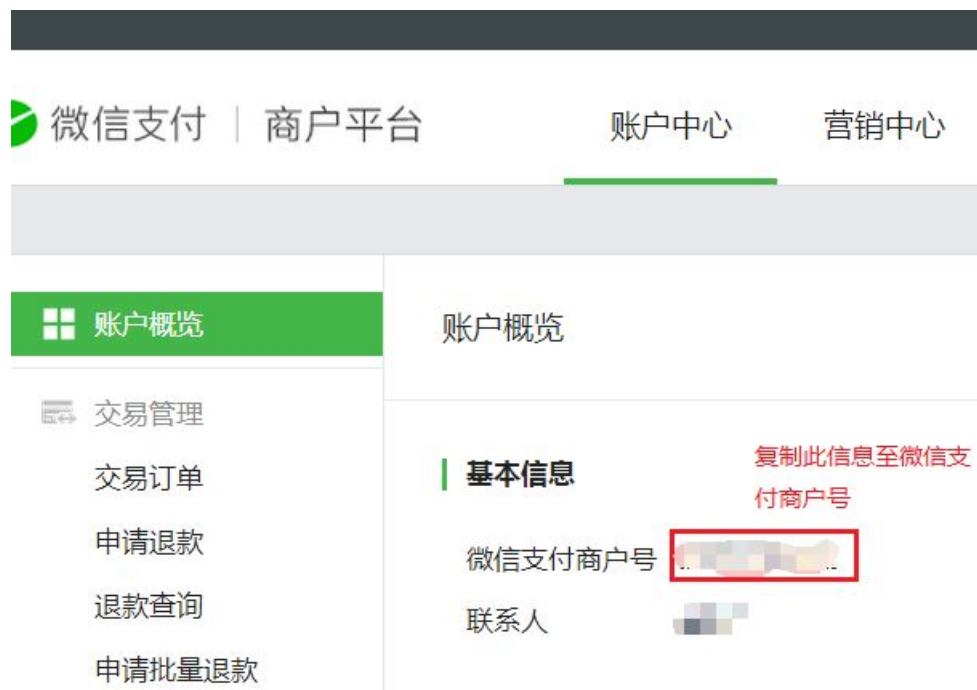 微信支付 | 商户平台
账户中心
营销中心
账户概览
交易管理
交易订单
申请退款
退款查询
申请批量退款
账户概览
基本信息
复制此信息至微信支
付商户号
微信支付商户号
联系人